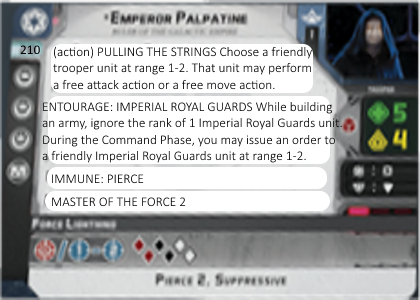 •EMPEROR PALPATINE
RULER OF THE GALACTIC EMPIRE
210
(action) PULLING THE STRINGS Choose a friendly
trooper unit at range 1-2. That unit may perform
a free attack action or a free move action.
ENTOURAGE: IMPERIAL ROYAL GUARDS While building
an army, ignore the rank of 1 Imperial Royal Guards unit.
During the Command Phase, you may issue an order to
a friendly Imperial Royal Guards unit at range 1-2.
IMMUNE: PIERCE
MASTER OF THE FORCE 2
TROOPER
5
4
FORCE LIGHTNING
PIERCE 2, SUPPRESSIVE